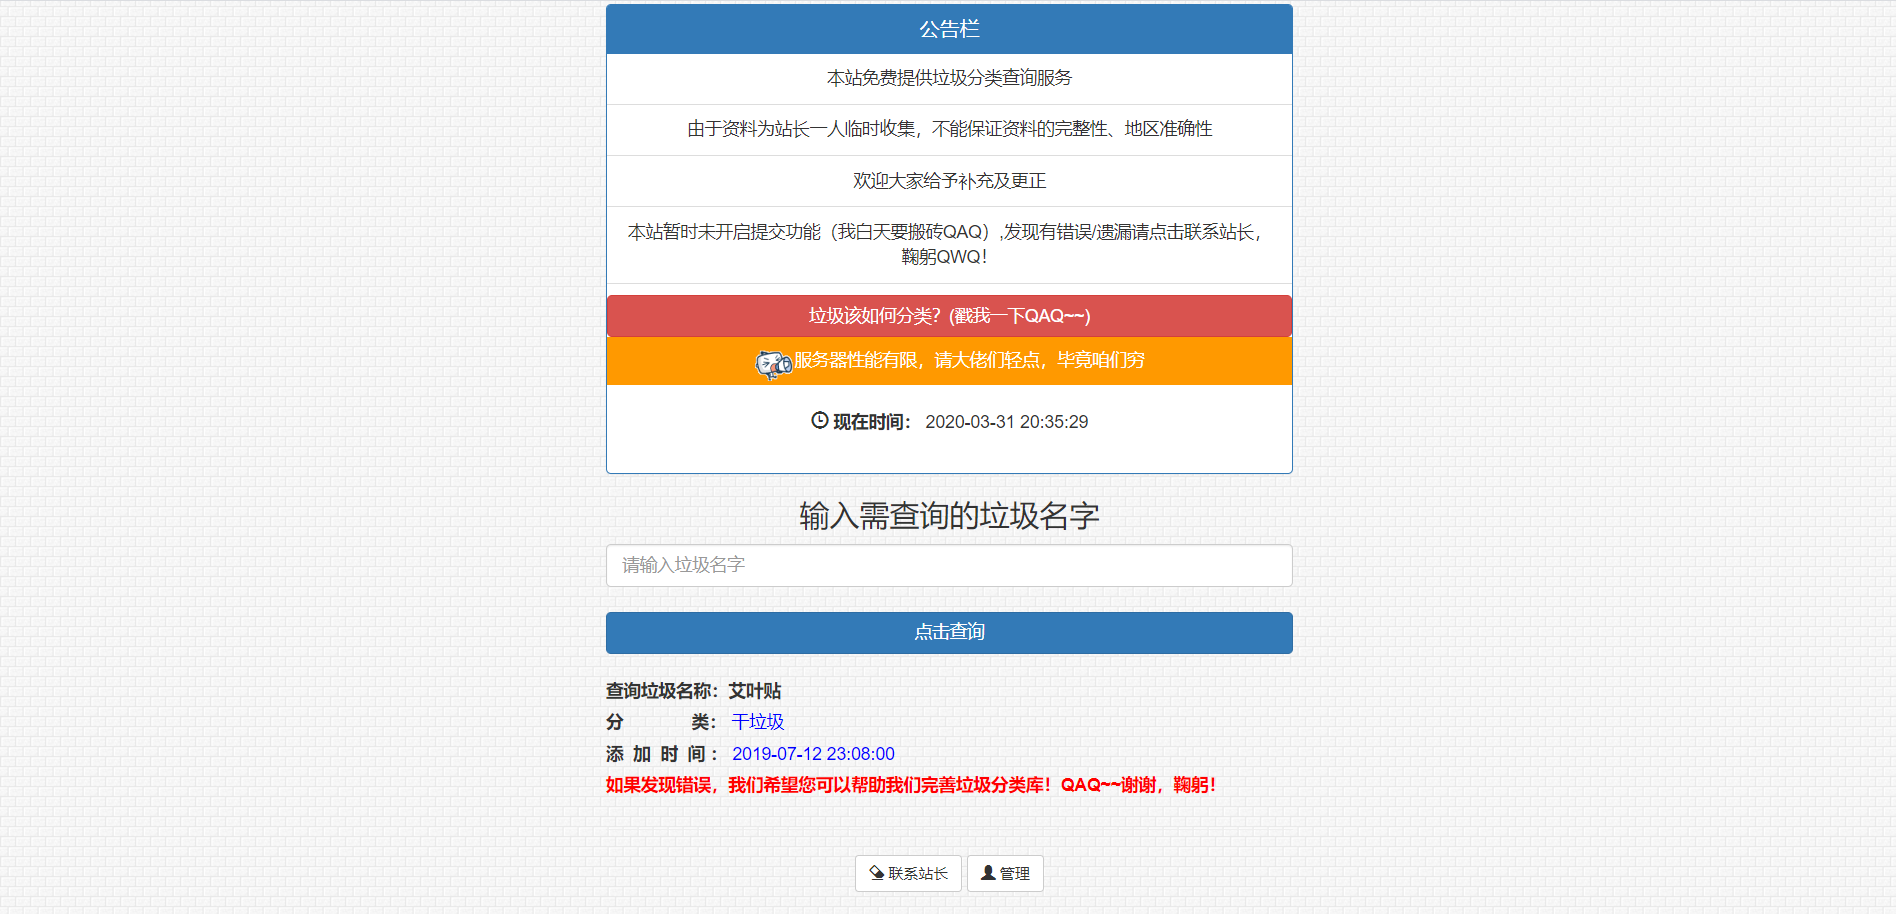 公告栏
本站免费提供垃圾分类查询服务
由于资料为站长一人临时收集，不能保证资料的完整性、地区准确性
欢迎大家给予补充及更正
本站暂时未开启提交功能（我白天要搬砖QAQ）,发现有错误/遗漏请点击联系站长，
鞠躬QWQ！
垃圾该如何分类？(戳我一下QAQ~~)
服务器性能有限，请大佬们轻点，毕竟咱们穷
现在时间： 2020-03-31 20:35:29
输入需查询的垃圾名字
请输入垃圾名字
点击查询
查询垃圾名称：艾叶贴
分 类： 干垃圾
添 加 时 间： 2019-07-12 23:08:00
如果发现错误，我们希望您可以帮助我们完善垃圾分类库！QAQ~~谢谢，鞠躬！
联系站长 管理